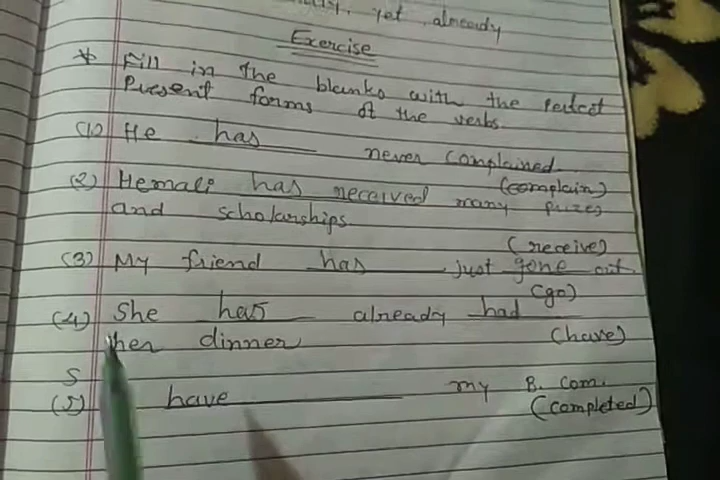 yet already
Exercise
* Fill in the blanks with the
Present forms of the verbs.
(1) He has never complained.
(complain)
(2) Hemali has received many prizes
and scholarships.
(receive)
(3) My friend has just gone out.
(go)
(4) She has already had
her dinner (have)
S
(5) have my B. Com.
(completed)